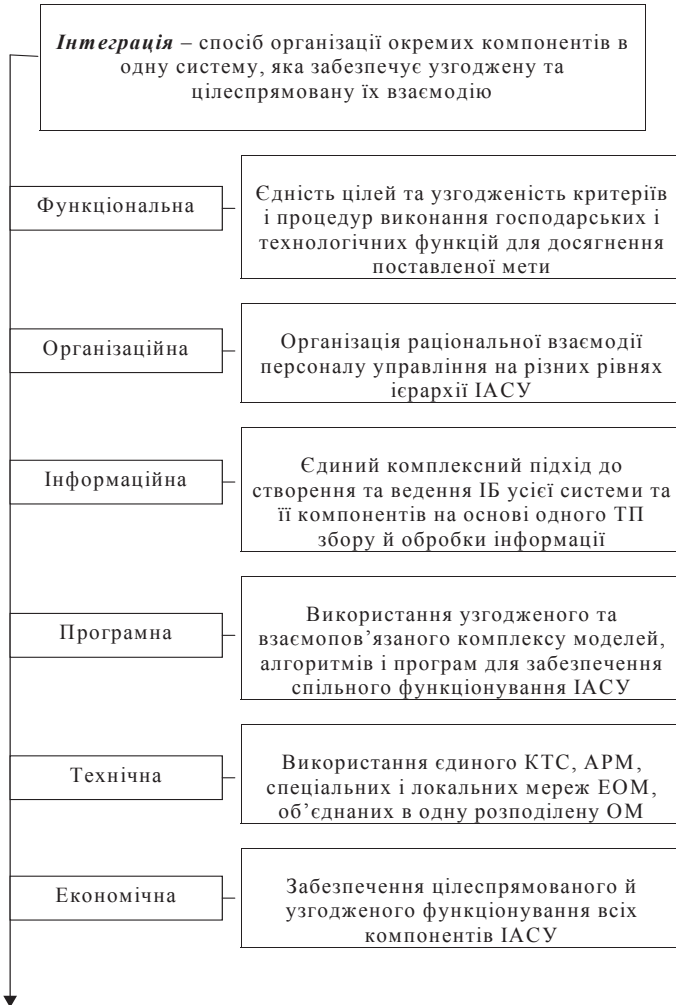 Інтеграція – спосіб організації окремих компонентів в
одну систему, яка забезпечує узгоджену та
цілеспрямовану їх взаємодію
Функціональна
Єдність цілей та узгодженість критеріїв
і процедур виконання господарських і
технологічних функцій для досягнення
поставленої мети
Організаційна
Організація раціональної взаємодії
персоналу управління на різних рівнях
ієрархії ІАСУ
Інформаційна
Єдиний комплексний підхід до
створення та ведення ІБ усієї системи та
її компонентів на основі одного ТП
збору й обробки інформації
Програмна
Використання узгодженого та
взаємопов’язаного комплексу моделей,
алгоритмів і програм для забезпечення
спільного функціонування ІАСУ
Технічна
Використання єдиного КТС, АРМ,
спеціальних і локальних мереж ЕОМ,
об’єднаних в одну розподілену ОМ
Економічна
Забезпечення цілеспрямованого й
узгодженого функціонування всіх
компонентів ІАСУ